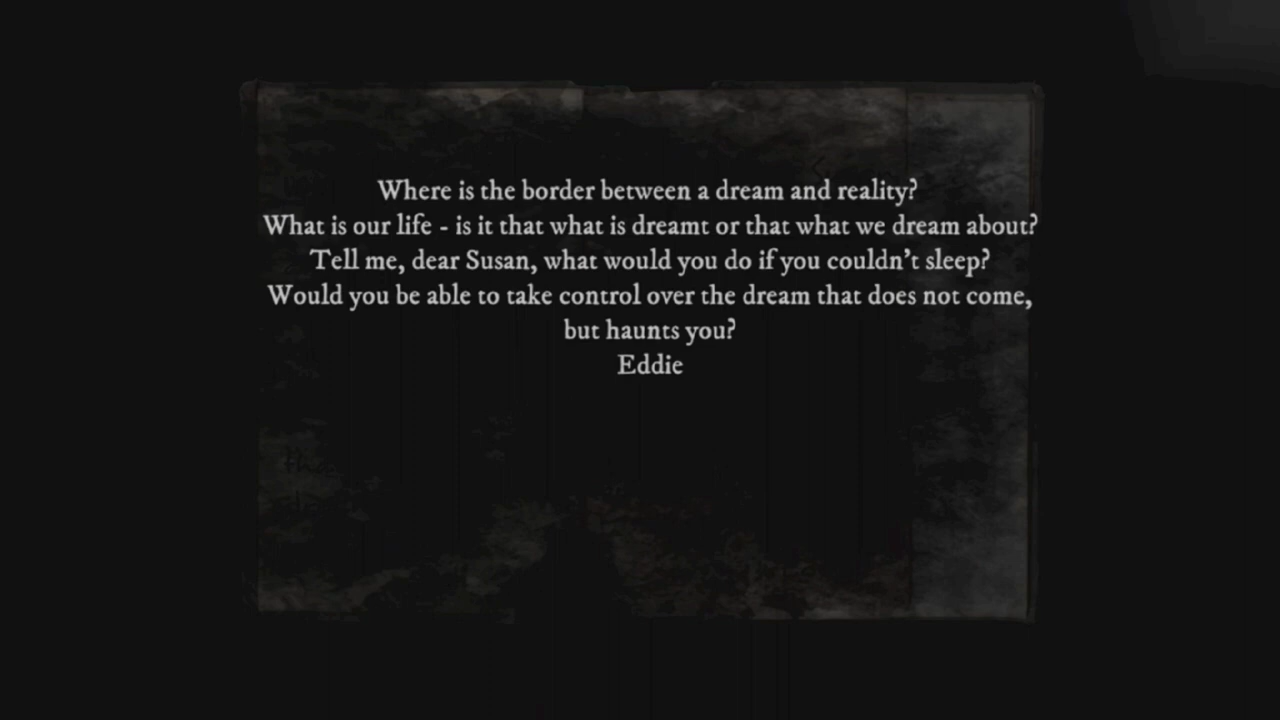 Where is the border between a dream and reality?
What is our life - is it that what is dreamt or that what we dream about?
Tell me, dear Susan, what would you do if you couldn't sleep?
Would you be able to take control over the dream that does not come,
but haunts you?
Eddie